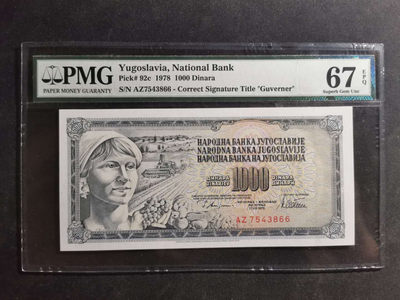 PMG
PAPER MONEY GUARANTY
Yugoslavia, National Bank
Pick# 92c 1978 1000 Dinara
S/N AZ7543866 - Correct Signature Title 'Guverner'
67 EPQ
Superb Gem Unc
НАРОДНА БАНКА ЈУГОСЛАВИЈЕ
NARODNA BANKA JUGOSLAVIJE
НАРОДНА БАНКА НА ЈУГОСЛАВИЈА
1000
AZ 7543866